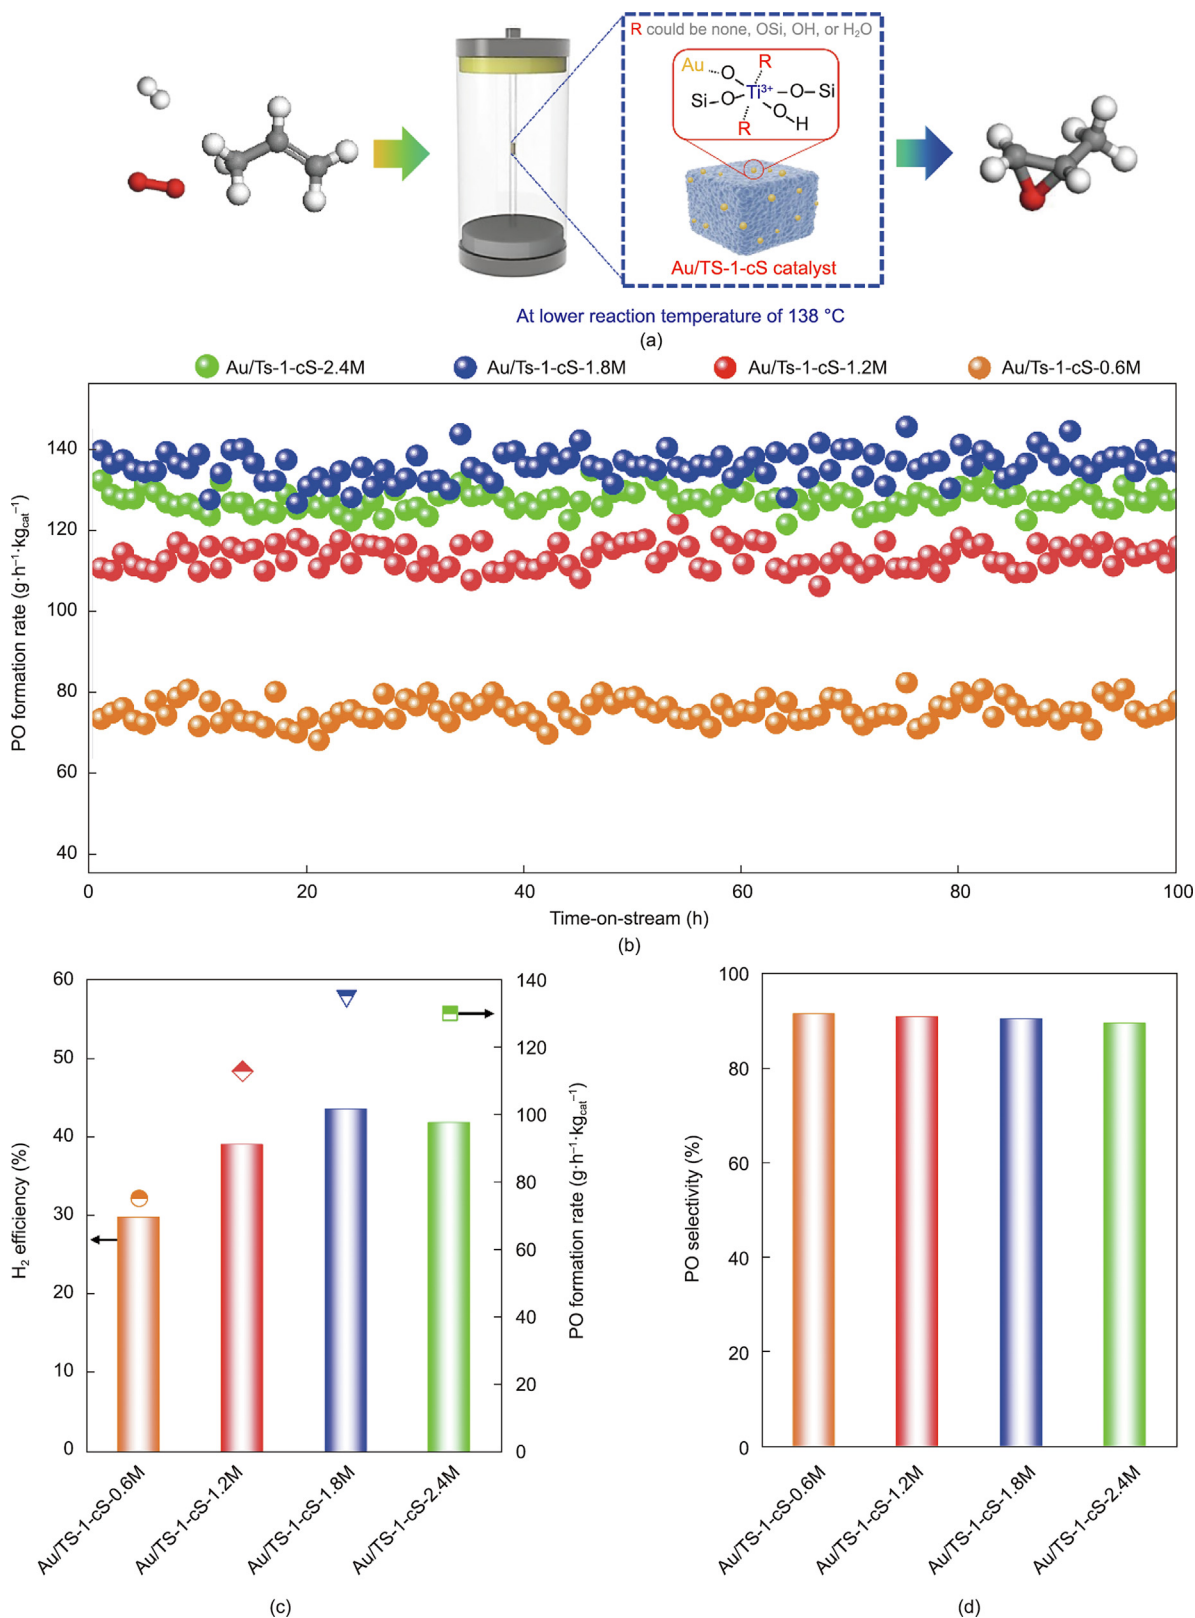 R could be none, OSi, OH, or H₂O
Au
R
O
Ti³⁺
Si
O
O
Si
O
H
R
Au/TS-1-cS catalyst
At lower reaction temperature of 138 °C
(a)
Au/Ts-1-cS-2.4M
Au/Ts-1-cS-1.8M
Au/Ts-1-cS-1.2M
Au/Ts-1-cS-0.6M
PO formation rate (g·h⁻¹·kg_cat⁻¹)
140
120
100
80
60
40
0
20
40
60
80
100
Time-on-stream (h)
(b)
H₂ efficiency (%)
60
50
40
30
20
10
0
140
120
100
80
60
40
20
0
PO formation rate (g·h⁻¹·kg_cat⁻¹)
Au/TS-1-cS-0.6M
Au/TS-1-cS-1.2M
Au/TS-1-cS-1.8M
Au/TS-1-cS-2.4M
(c)
PO selectivity (%)
100
80
60
40
20
0
Au/TS-1-cS-0.6M
Au/TS-1-cS-1.2M
Au/TS-1-cS-1.8M
Au/TS-1-cS-2.4M
(d)